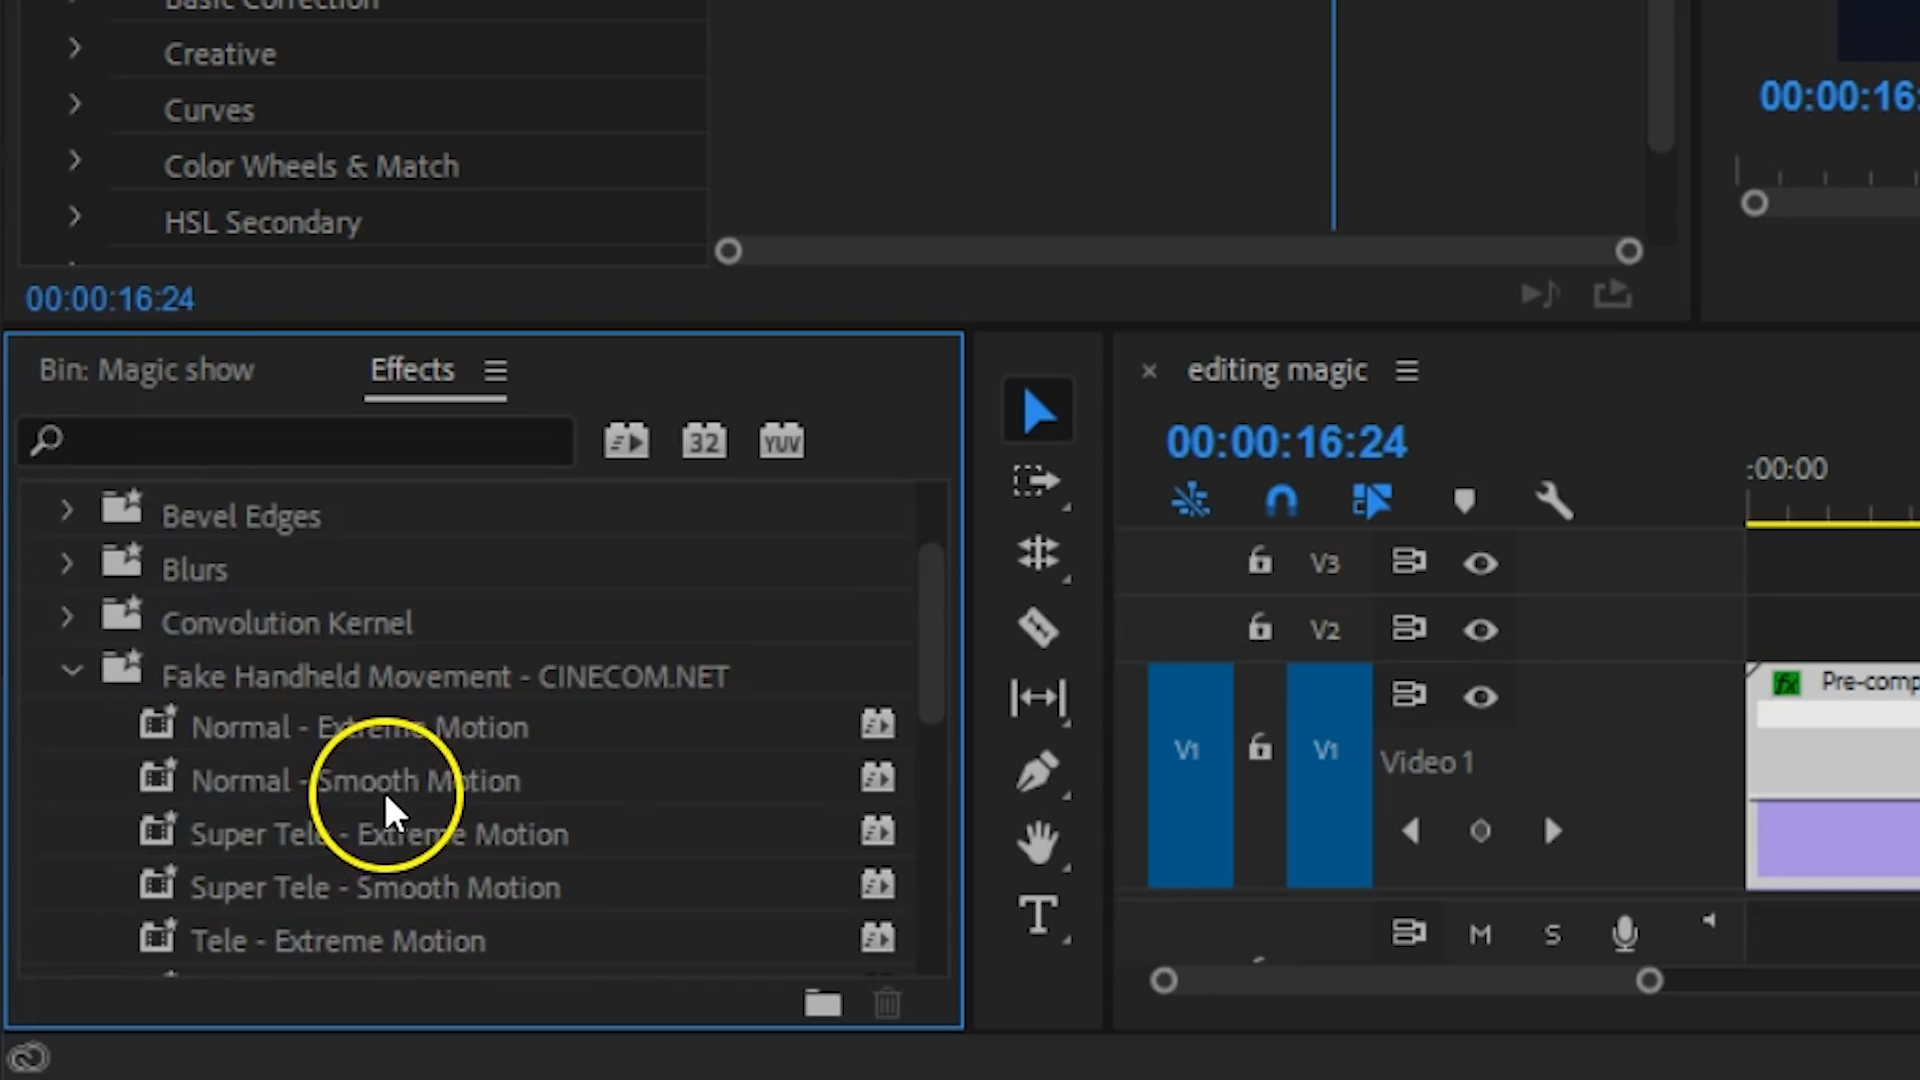 Basic Correction
Creative
Curves
Color Wheels & Match
HSL Secondary
00:00:16:24
00:00:16:
Bin: Magic show
Effects
32
YUV
Bevel Edges
Blurs
Convolution Kernel
Fake Handheld Movement - CINECOM.NET
Normal - Extreme Motion
Normal - Smooth Motion
Super Tele - Extreme Motion
Super Tele - Smooth Motion
Tele - Extreme Motion
T
× editing magic
00:00:16:24
:00:00
V3
V2
V1 V1 Video 1
fx Pre-comp
M S